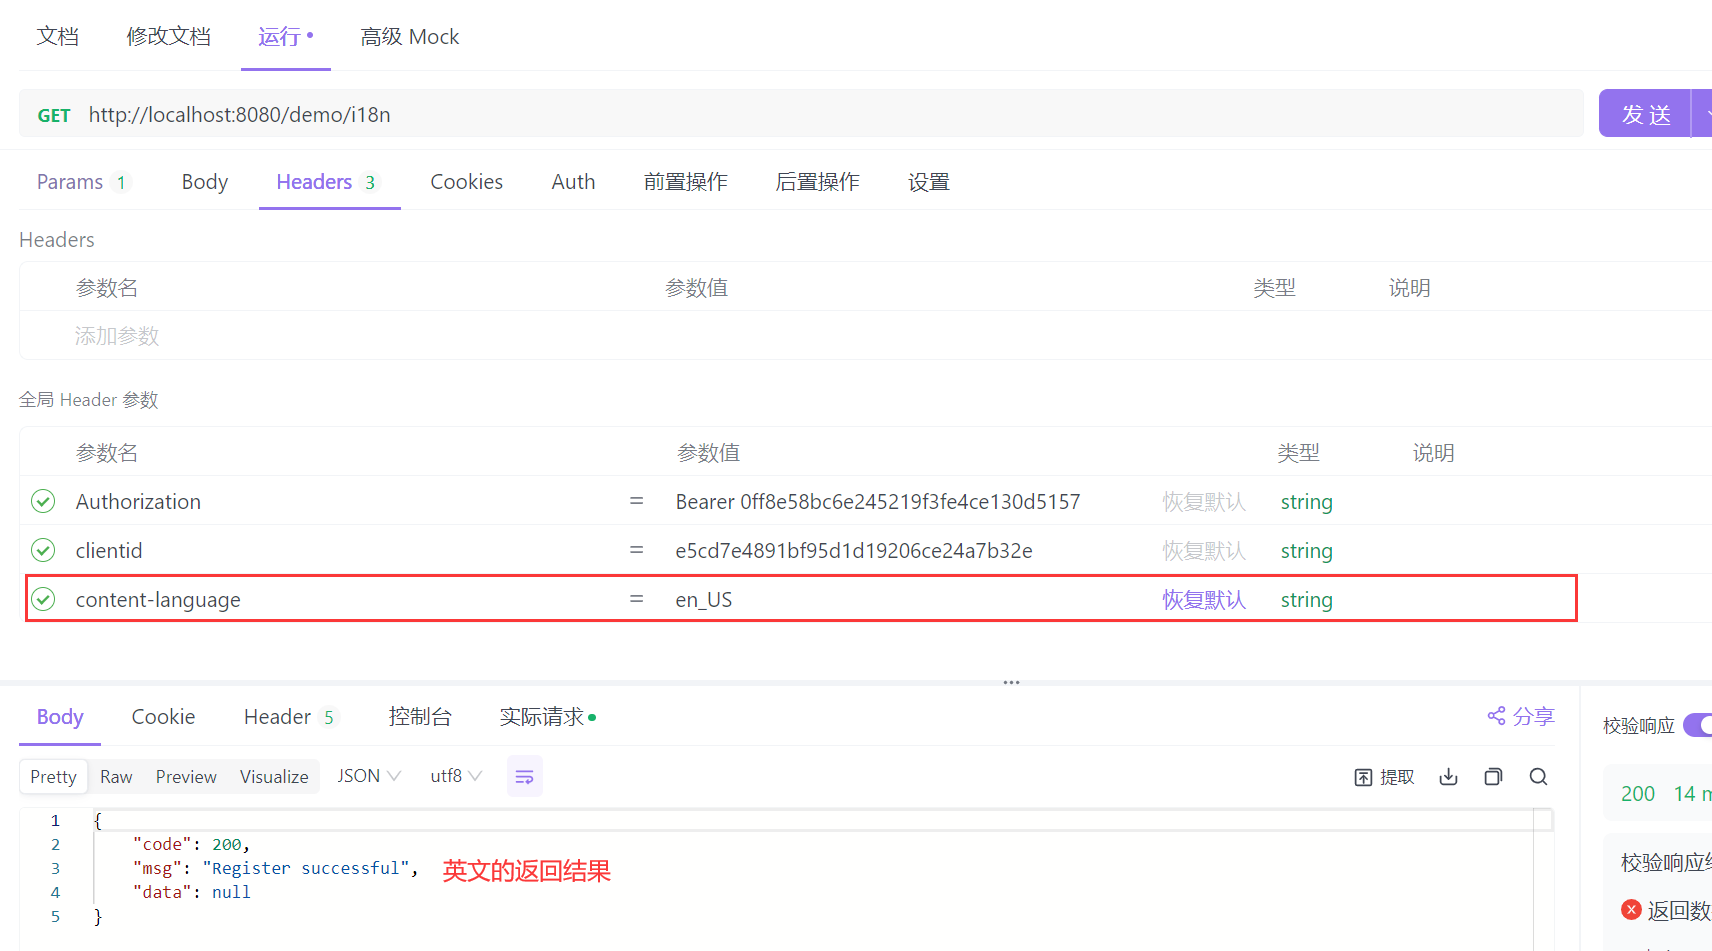 文档 修改文档 运行 高级 Mock
GET http://localhost:8080/demo/i18n 发 送
Params 1 Body Headers 3 Cookies Auth 前置操作 后置操作 设置
Headers
参数名 参数值 类型 说明
添加参数
全局 Header 参数
参数名 参数值 类型 说明
Authorization = Bearer 0ff8e58bc6e245219f3fe4ce130d5157 恢复默认 string
clientid = e5cd7e4891bf95d1d19206ce24a7b32e 恢复默认 string
content-language = en_US 恢复默认 string
Body Cookie Header 5 控制台 实际请求 分享 校验响应
Pretty Raw Preview Visualize JSON utf8 提取
200 14
1 {
2 "code": 200,
3 "msg": "Register successful", 英文的返回结果
4 "data": null
5 }
校验响应
返回数